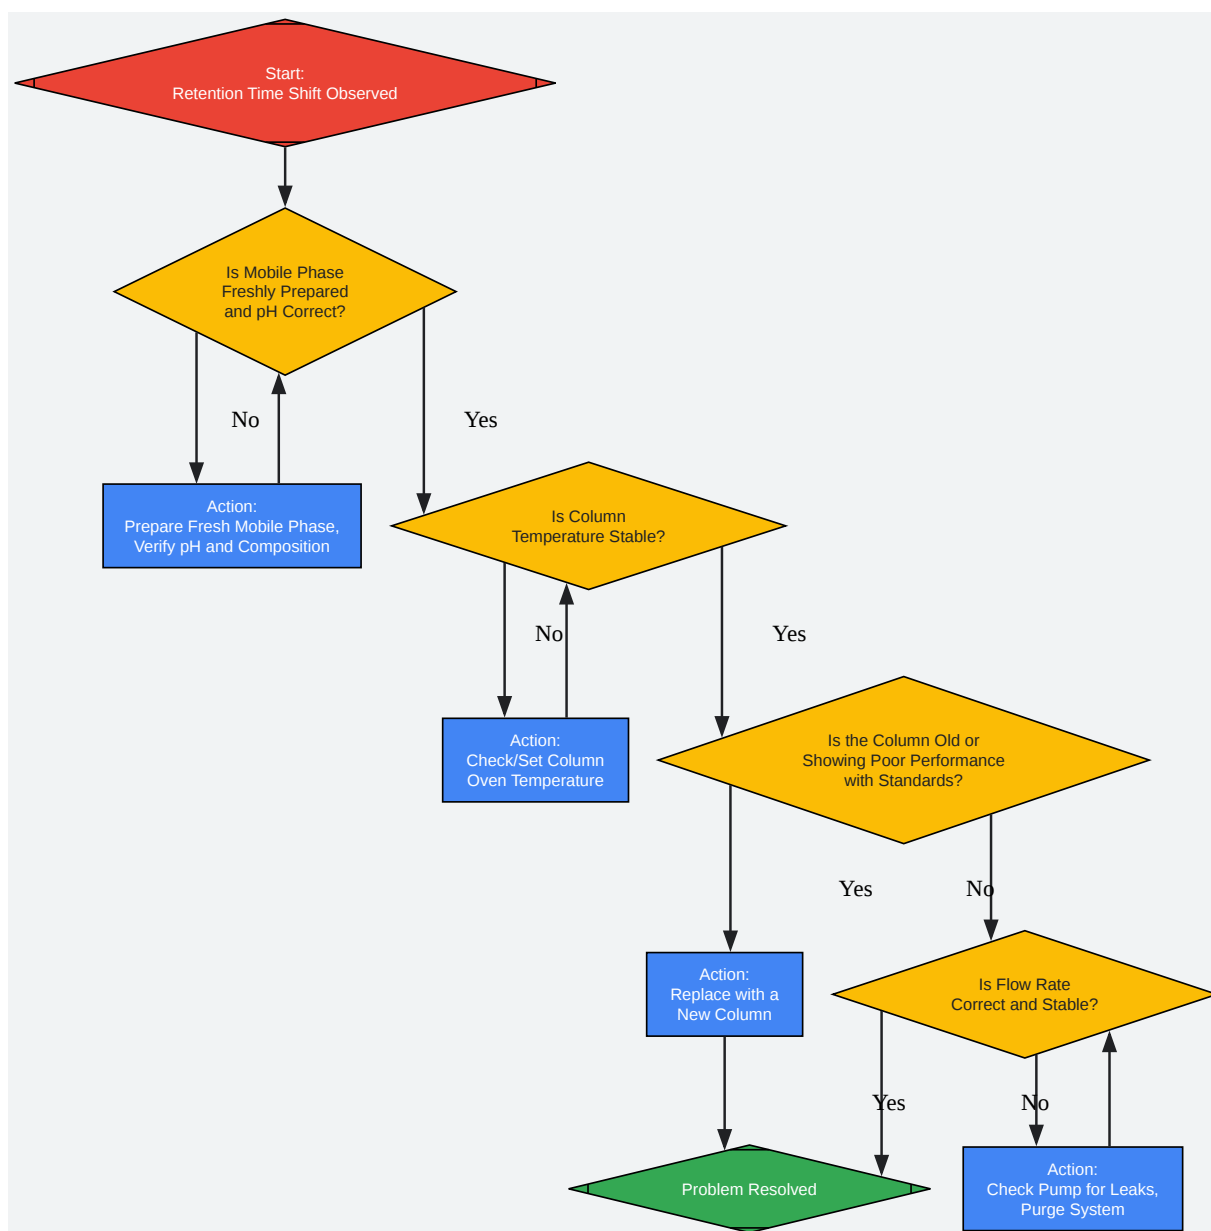 Start:
Retention Time Shift Observed
Is Mobile Phase
Freshly Prepared
and pH Correct?
No
Yes
Action:
Prepare Fresh Mobile Phase,
Verify pH and Composition
Is Column
Temperature Stable?
No
Yes
Action:
Check/Set Column
Oven Temperature
Is the Column Old or
Showing Poor Performance
with Standards?
Yes
No
Action:
Replace with a
New Column
Is Flow Rate
Correct and Stable?
Yes
No
Problem Resolved
Action:
Check Pump for Leaks,
Purge System